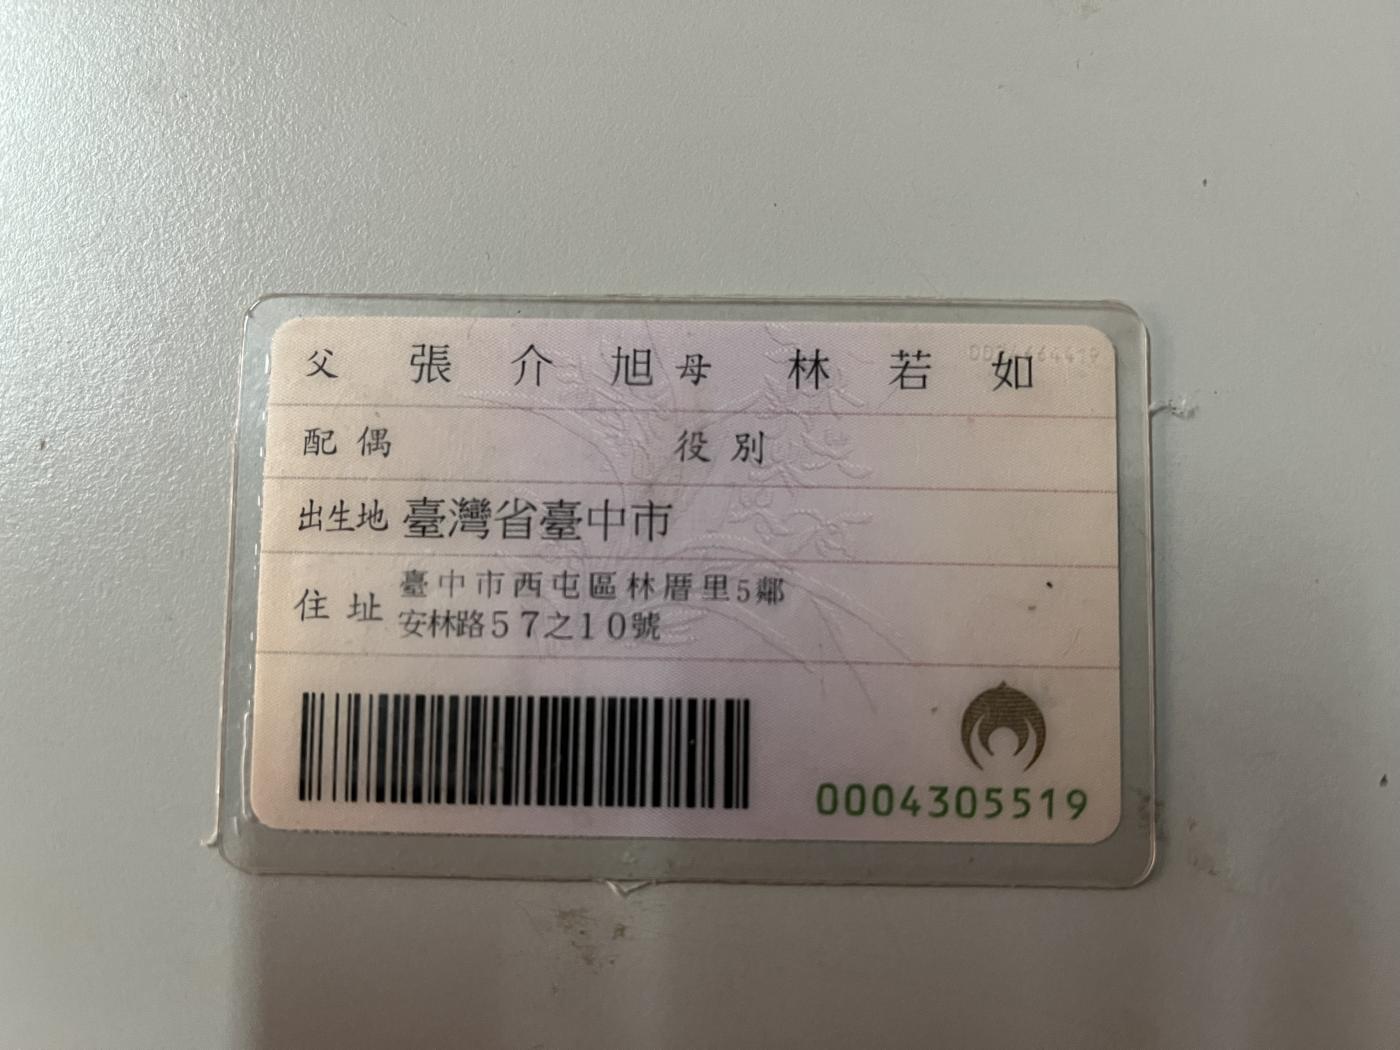 父 張介旭 母 林若如
配偶 役別
出生地 臺灣省臺中市
住址 臺中市西屯區林厝里5鄰
安林路57之10號
0004305519